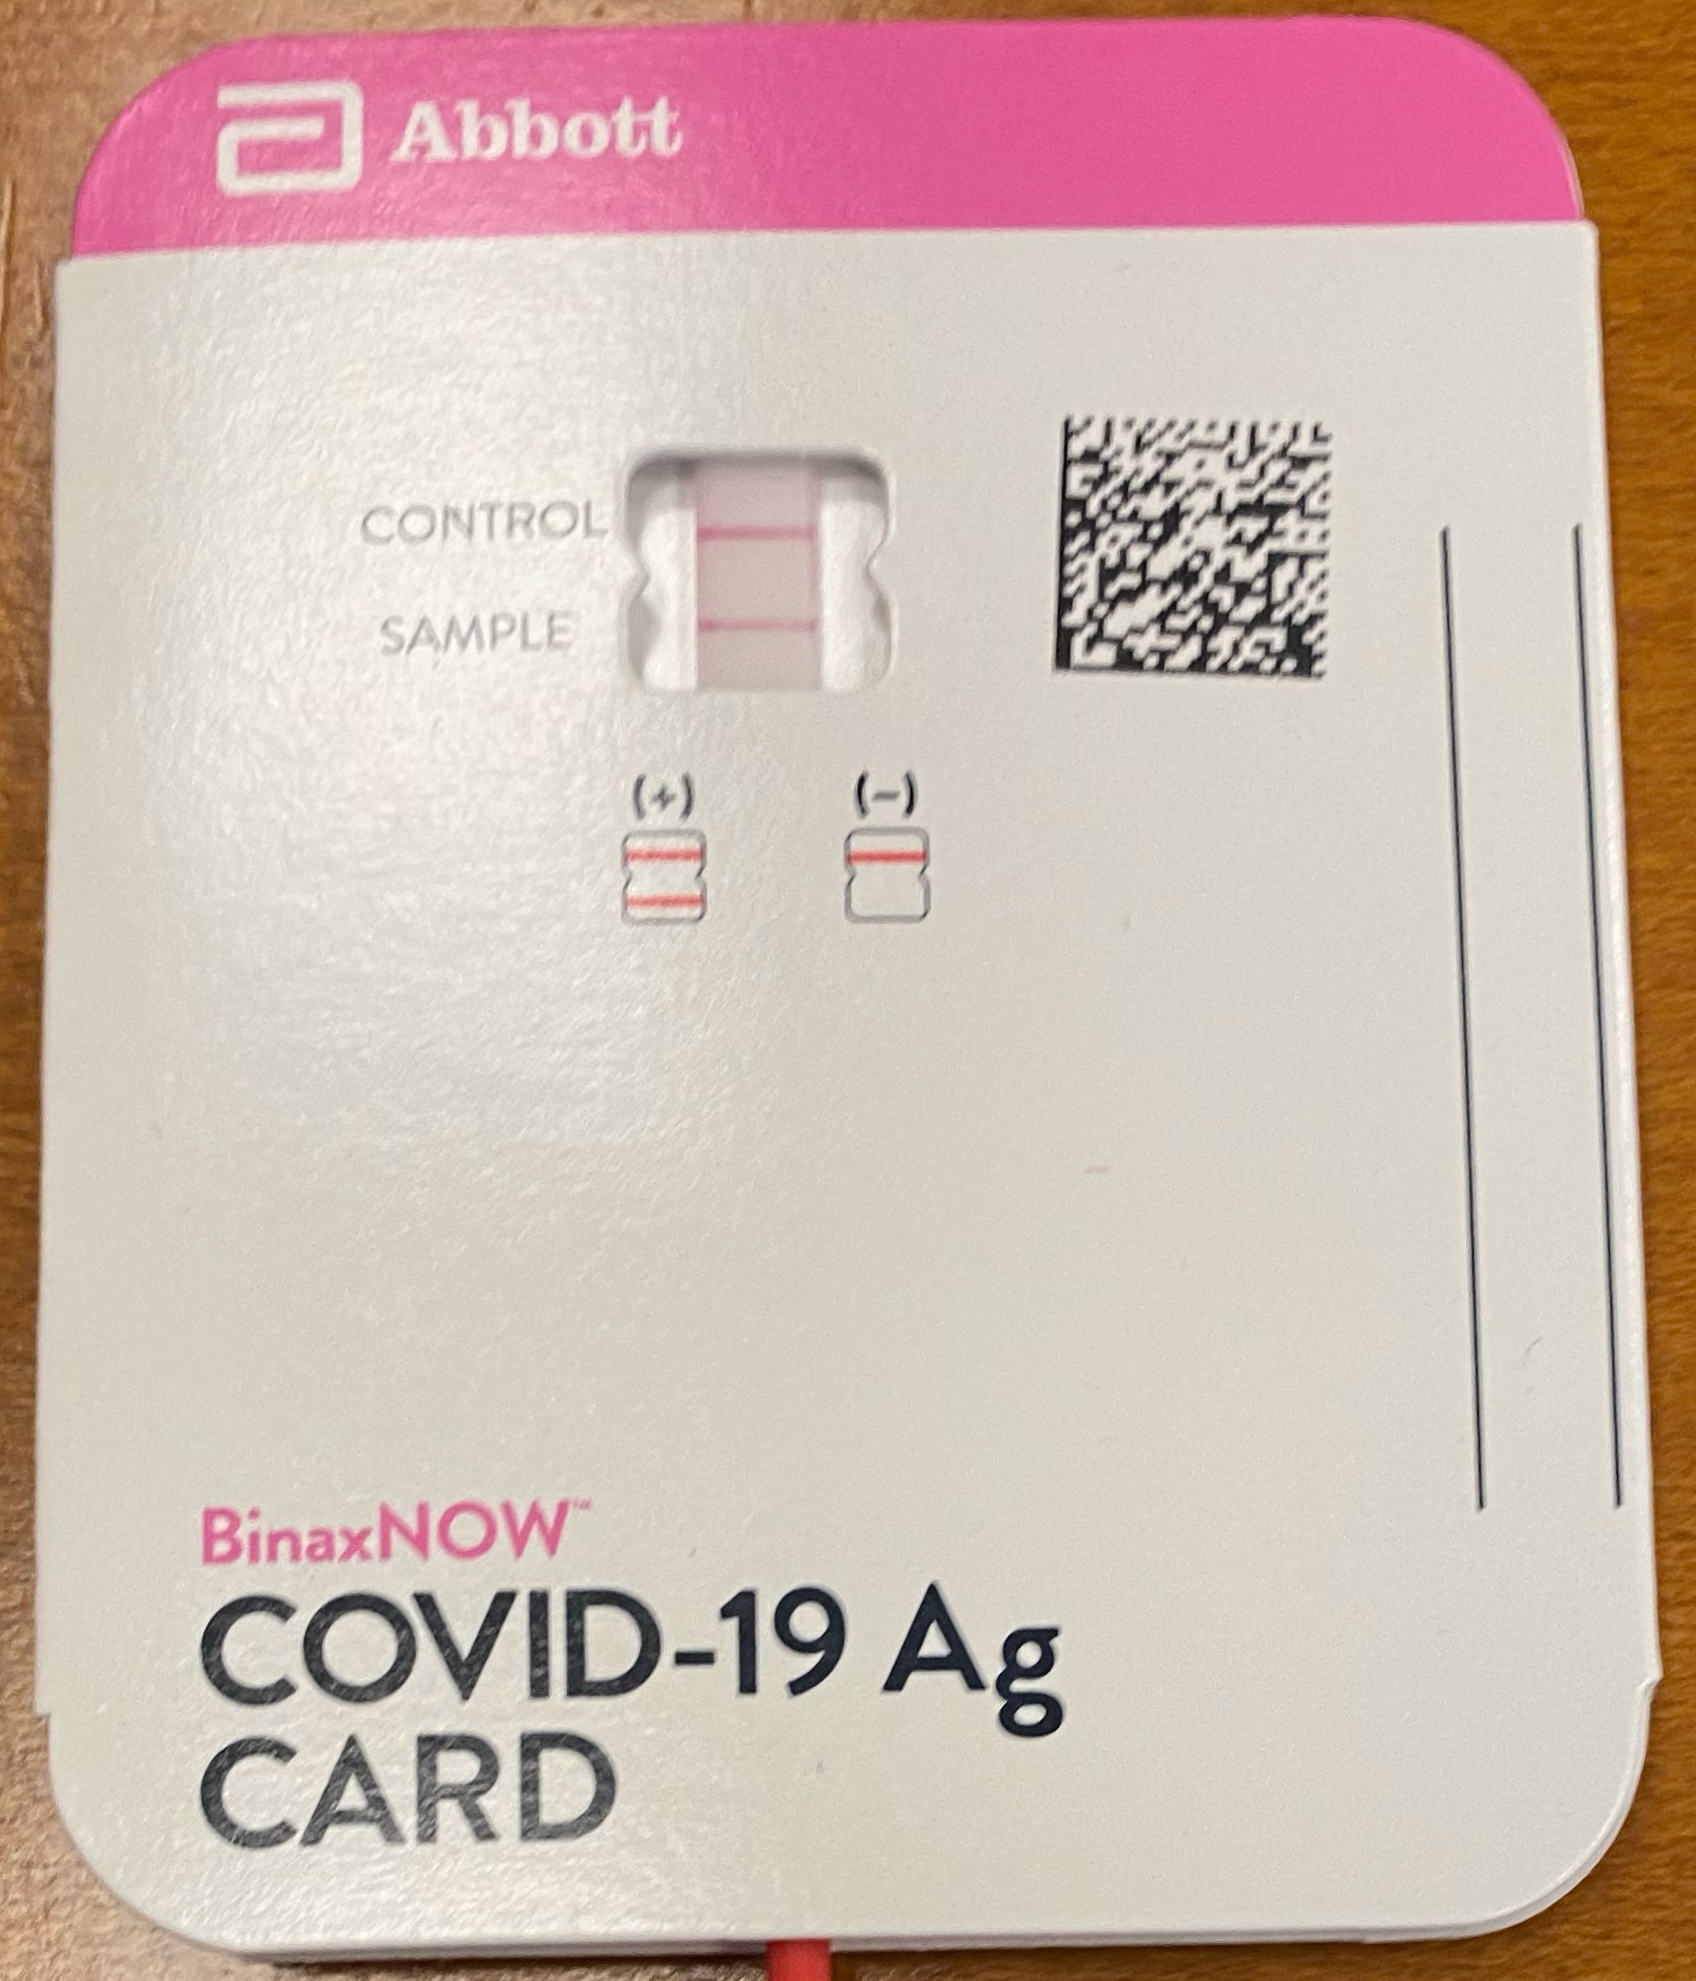 Abbott
CONTROL
SAMPLE
(+) (-)
BinaxNOW™
COVID-19 Ag
CARD